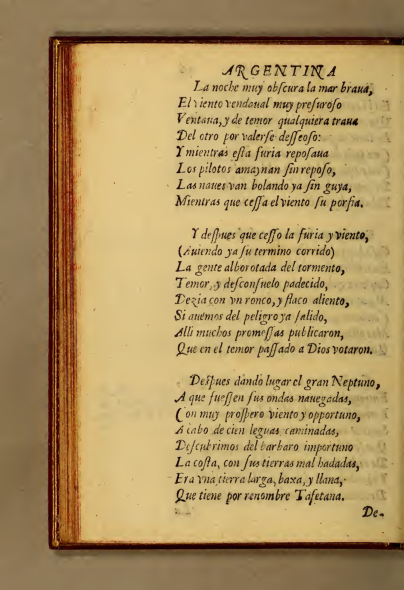 ARGENTINA
La noche muy obſcura la mar braua,
El viento vendaual muy preſuroſo
Ventana, y de temor qualquiera traua
Del otro por valerſe deſſeoſo:
Y mientras eſta furia repoſaua
Los pilotos amaynan ſin repoſo,
Las naues van bolando ya ſin guya,
Mientras que ceſſa el viento ſu porfia.
Y deſpues que ceſſo la furia y viento,
(Auiendo ya ſu termino corrido)
La gente alborotada del tormento,
Temor, y deſconſuelo padecido,
Dezia con vn ronco, y flaco aliento,
Si auemos del peligro ya ſalido,
Alli muchos promeſſas publicaron,
Que en el temor paſſado a Dios votaron.
Deſpues dando lugar el gran Neptuno,
A que fueſſen ſus ondas nauegadas,
Con muy proſpero viento y opportuno,
A cabo de cien leguas caminadas,
Deſcubrimos del barbaro importuno
La coſta, con ſus tierras mal hadadas,
Era vna tierra larga, baxa, y llana,
Que tiene por renombre Tafetana.
De-